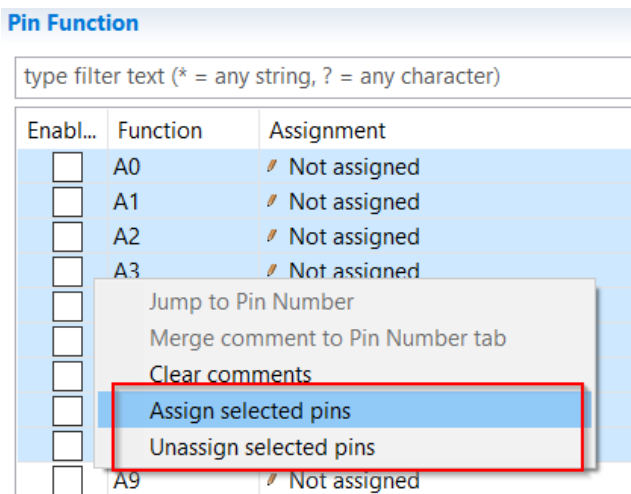 Pin Function
type filter text (* = any string, ? = any character)
Enabl... Function Assignment
A0 Not assigned
A1 Not assigned
A2 Not assigned
A3 Not assigned
Jump to Pin Number
Merge comment to Pin Number tab
Clear comments
Assign selected pins
Unassign selected pins
A9 Not assigned